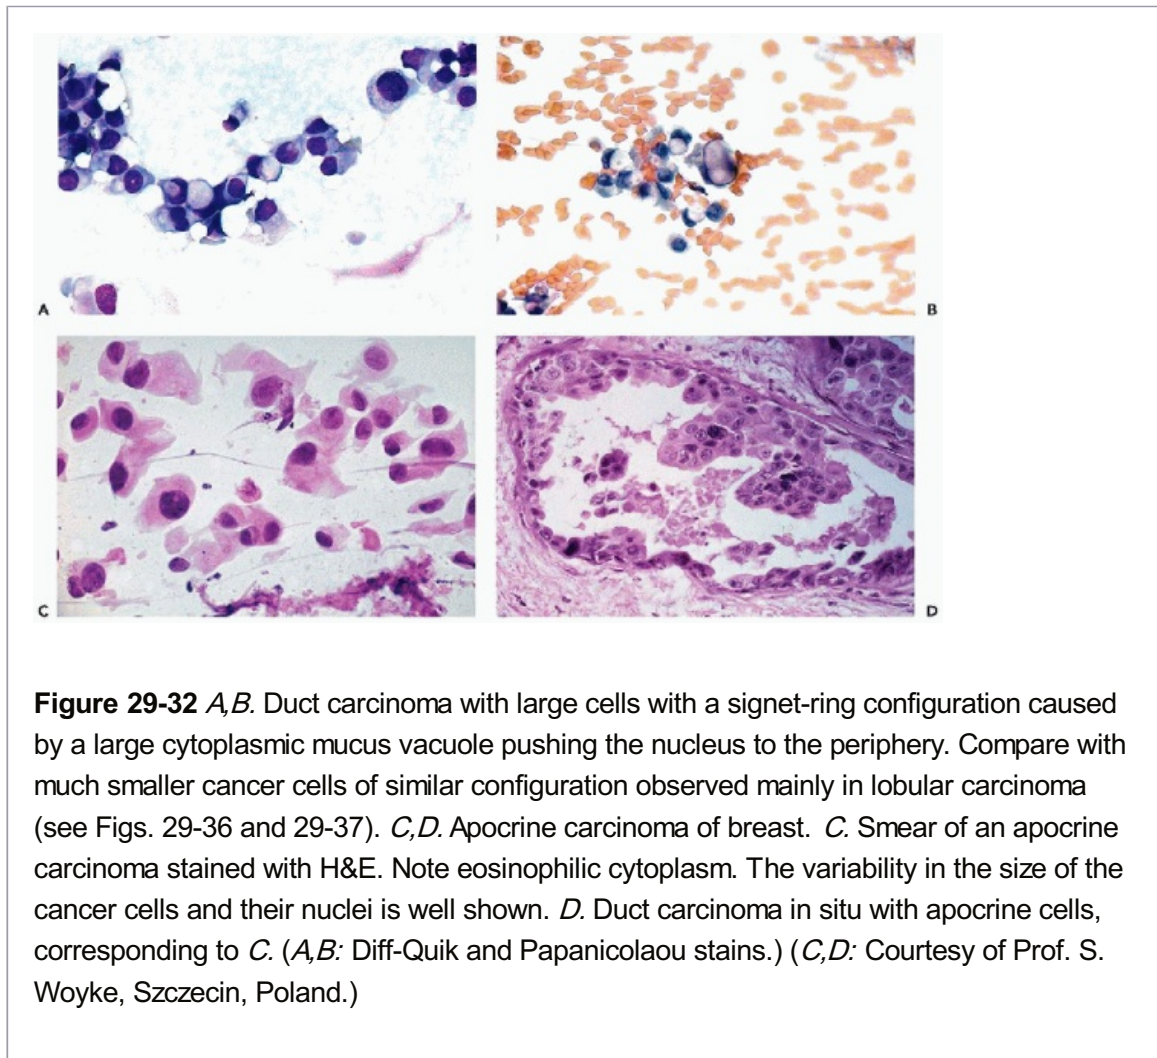 A
B
C
D
Figure 29-32 A,B. Duct carcinoma with large cells with a signet-ring configuration caused
by a large cytoplasmic mucus vacuole pushing the nucleus to the periphery. Compare with
much smaller cancer cells of similar configuration observed mainly in lobular carcinoma
(see Figs. 29-36 and 29-37). C,D. Apocrine carcinoma of breast. C. Smear of an apocrine
carcinoma stained with H&E. Note eosinophilic cytoplasm. The variability in the size of the
cancer cells and their nuclei is well shown. D. Duct carcinoma in situ with apocrine cells,
corresponding to C. (A,B: Diff-Quik and Papanicolaou stains.) (C,D: Courtesy of Prof. S.
Woyke, Szczecin, Poland.)